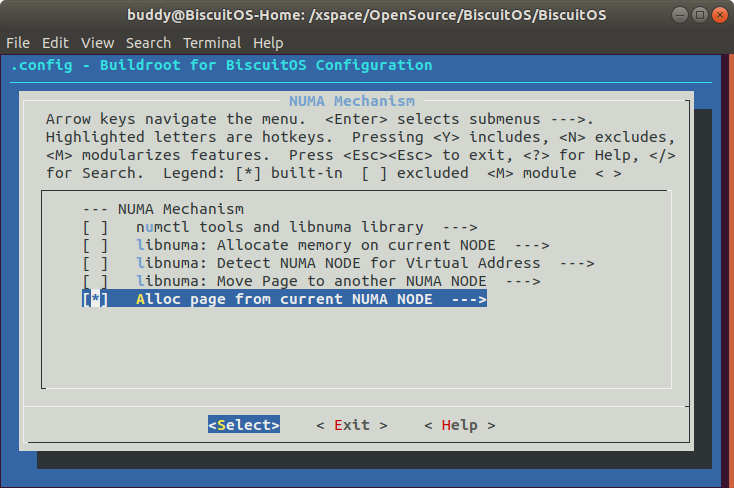 buddy@BiscuitOS-Home: /xspace/OpenSource/BiscuitOS/BiscuitOS
File Edit View Search Terminal Help
.config - Buildroot for BiscuitOS Configuration
NUMA Mechanism
Arrow keys navigate the menu.  <Enter> selects submenus --->.
Highlighted letters are hotkeys.  Pressing <Y> includes, <N> excludes,
<M> modularizes features.  Press <Esc><Esc> to exit, <?> for Help, </>
for Search.  Legend: [*] built-in  [ ] excluded  <M> module  < >
--- NUMA Mechanism
[ ]   numctl tools and libnuma library  --->
[ ]   libnuma: Allocate memory on current NODE  --->
[ ]   libnuma: Detect NUMA NODE for Virtual Address  --->
[ ]   libnuma: Move Page to another NUMA NODE  --->
[*]   Alloc page from current NUMA NODE  --->
<Select>    < Exit >    < Help >